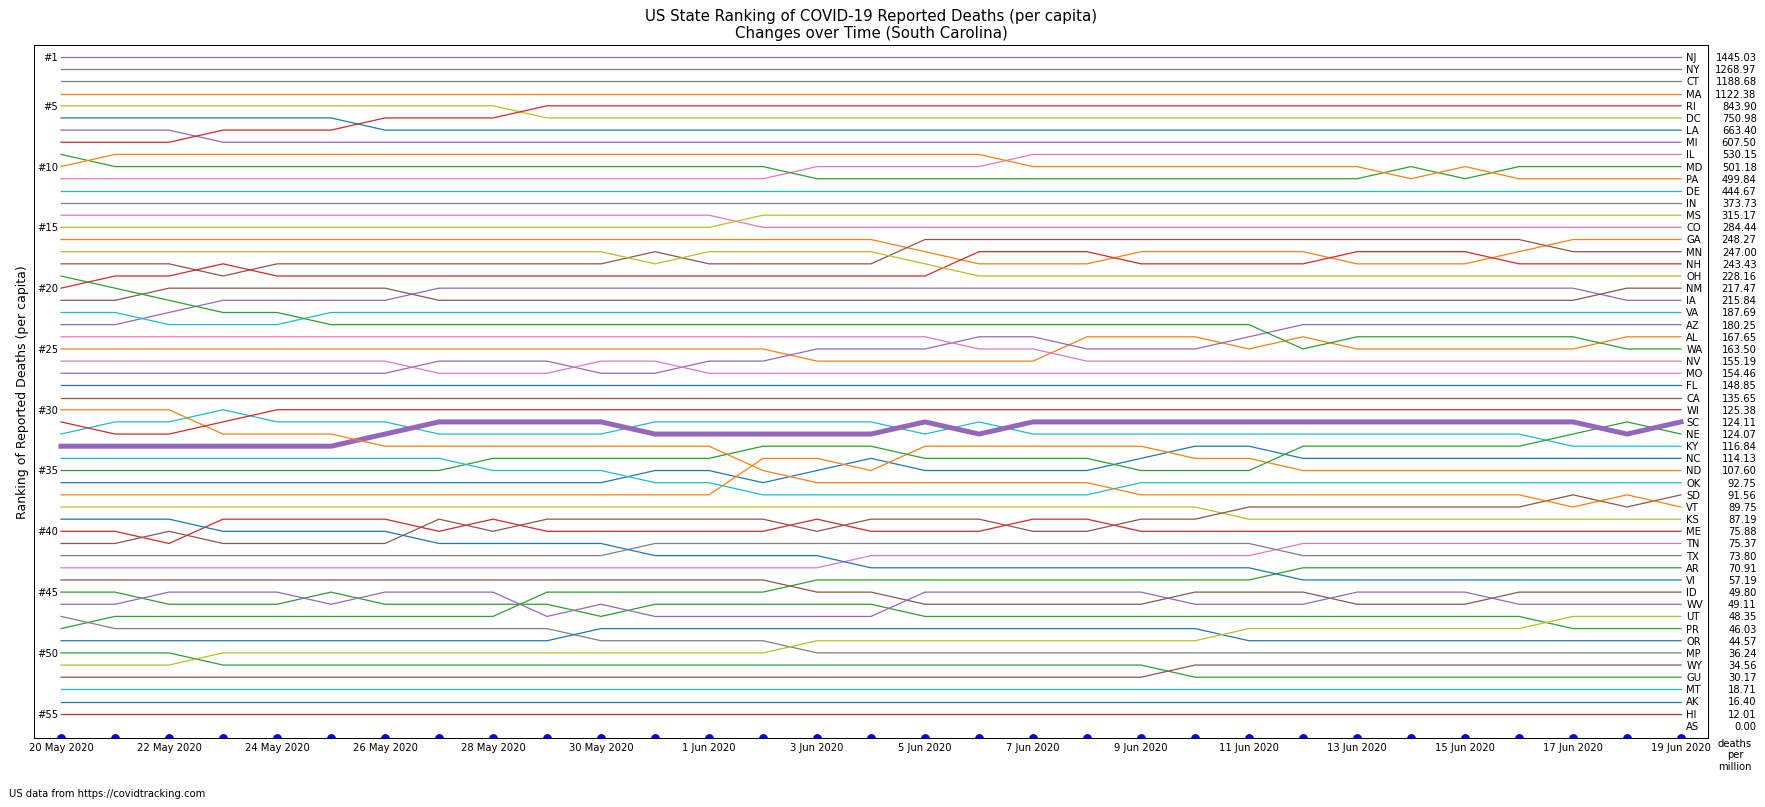 US State Ranking of COVID-19 Reported Deaths (per capita)
Changes over Time (South Carolina)
Ranking of Reported Deaths (per capita)
#1
#5
#10
#15
#20
#25
#30
#35
#40
#45
#50
#55
NJ 1445.03
NY 1268.97
CT 1188.68
MA 1122.38
RI 843.90
DC 750.98
LA 663.40
MI 607.50
IL 530.15
MD 501.18
PA 499.84
DE 444.67
IN 373.73
MS 315.17
CO 284.44
GA 248.27
MN 247.00
NH 243.43
OH 228.16
NM 217.47
IA 215.84
VA 187.69
AZ 180.25
AL 167.65
WA 163.50
NV 155.19
MO 154.46
FL 148.85
CA 135.65
WI 125.38
SC 124.11
NE 124.07
KY 116.84
NC 114.13
ND 107.60
OK 92.75
SD 91.56
VT 89.75
KS 87.19
ME 75.88
TN 75.37
TX 73.80
AR 70.91
VI 57.19
ID 49.80
WV 49.11
UT 48.35
PR 46.03
OR 44.57
MP 36.24
WY 34.56
GU 30.17
MT 18.71
AK 16.40
HI 12.01
AS 0.00
20 May 2020 22 May 2020 24 May 2020 26 May 2020 28 May 2020 30 May 2020 1 Jun 2020 3 Jun 2020 5 Jun 2020 7 Jun 2020 9 Jun 2020 11 Jun 2020 13 Jun 2020 15 Jun 2020 17 Jun 2020 19 Jun 2020
deaths
per
million
US data from https://covidtracking.com